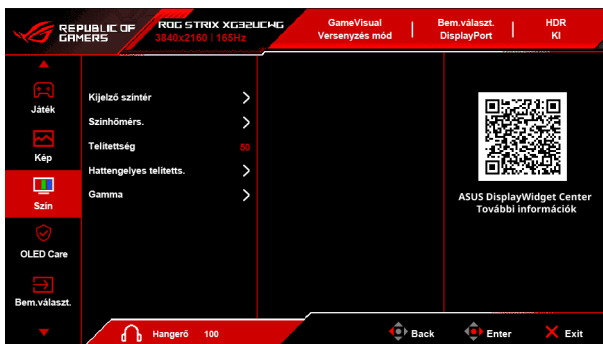 REPUBLIC OF
GAMERS
ROG STRIX XG32UCWG
3840x2160 | 165Hz
GameVisual
Versenyzés mód
Bem.választ.
DisplayPort
HDR
KI
Játék
Kép
Szín
OLED Care
Bem.választ.
Kijelző színtér
Színhőmérs.
Telítettség 50
Hattengelyes telítetts.
Gamma
ASUS DisplayWidget Center
További információk
Hangerő 100
Back
Enter
Exit